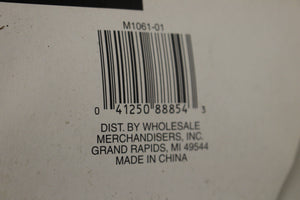 M1061-01
0 41250 88854 3
DIST. BY WHOLESALE
MERCHANDISERS, INC.
GRAND RAPIDS, MI 49544
MADE IN CHINA